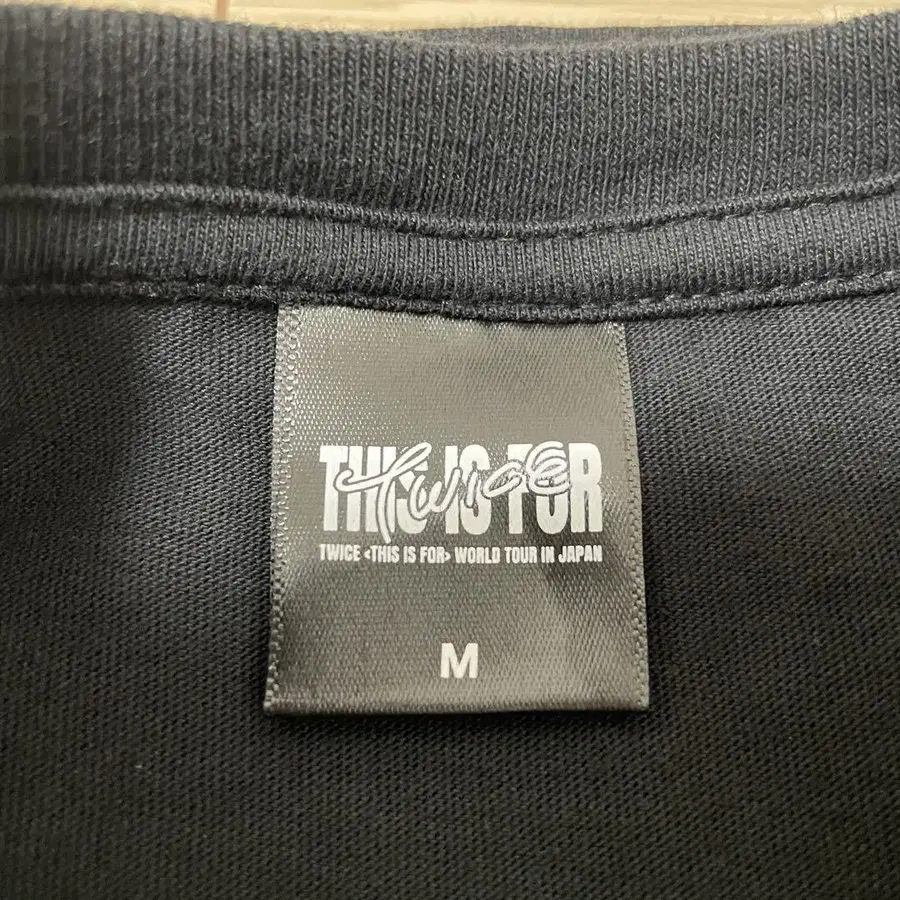 THIS IS FOR
Twice
TWICE <THIS IS FOR> WORLD TOUR IN JAPAN
M